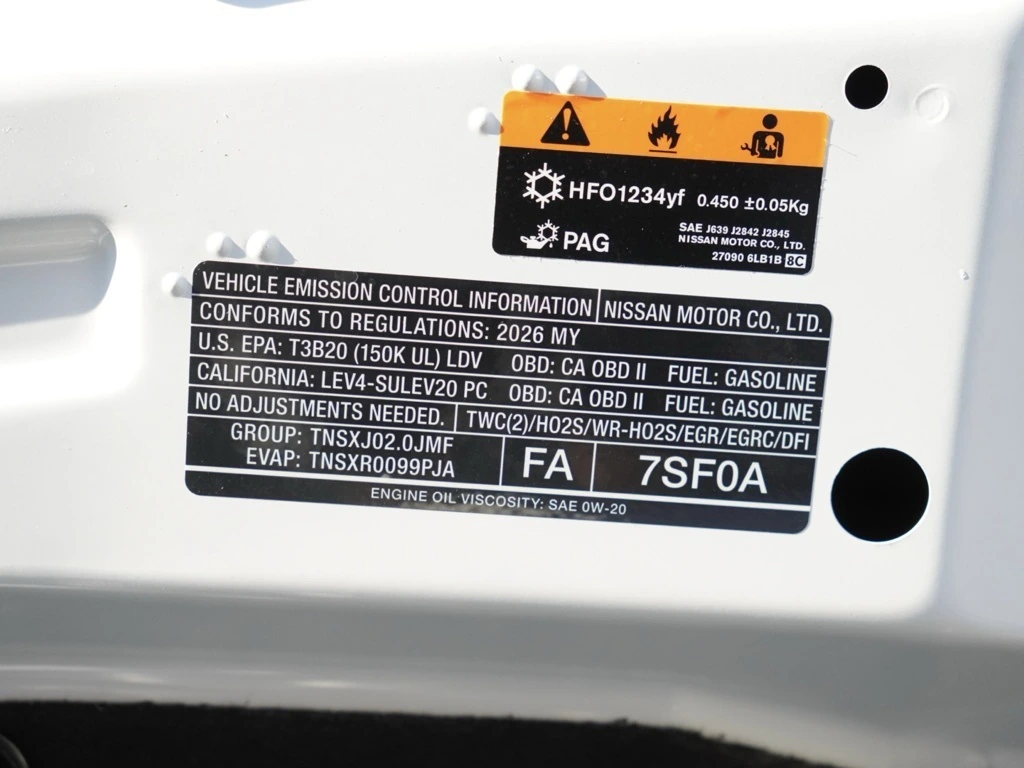 HFO1234yf 0.450 ±0.05Kg
PAG
SAE J639 J2842 J2845
NISSAN MOTOR CO., LTD.
27090 6LB1B 8C
VEHICLE EMISSION CONTROL INFORMATION NISSAN MOTOR CO., LTD.
CONFORMS TO REGULATIONS: 2026 MY
U.S. EPA: T3B20 (150K UL) LDV OBD: CA OBD II FUEL: GASOLINE
CALIFORNIA: LEV4-SULEV20 PC OBD: CA OBD II FUEL: GASOLINE
NO ADJUSTMENTS NEEDED. TWC(2)/HO2S/WR-HO2S/EGR/EGRC/DFI
GROUP: TNSXJ02.0JMF
EVAP: TNSXR0099PJA
FA 7SF0A
ENGINE OIL VISCOSITY: SAE 0W-20